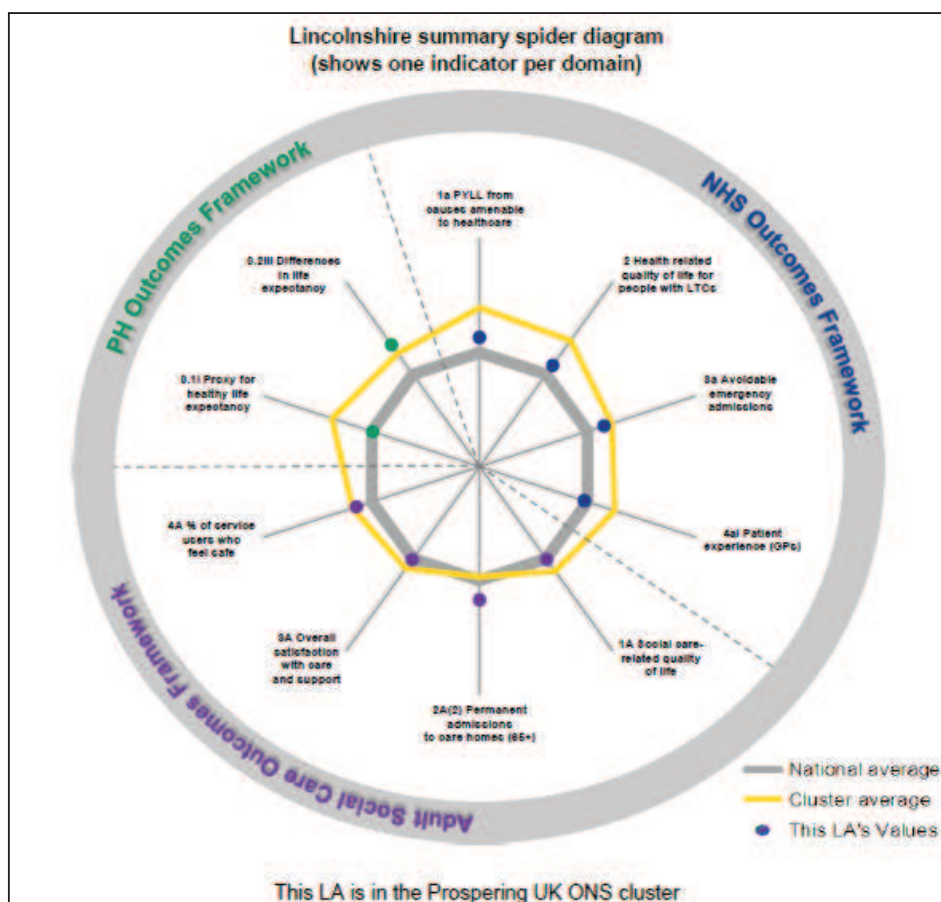 Lincolnshire summary spider diagram
(shows one indicator per domain)
PH Outcomes Framework
NHS Outcomes Framework
Adult Social Care Outcomes Framework
1a PYLL from
causes amenable
to healthcare
2 Health related
quality of life for
people with LTCs
3a Avoidable
emergency
admissions
4ai Patient
experience (GPs)
1A Social care-
related quality
of life
2A(2) Permanent
admissions
to care homes (65+)
3A Overall
satisfaction
with care
and support
4A % of service
users who
feel safe
0.1i Proxy for
healthy life
expectancy
0.2iii Differences
in life
expectancy
National average
Cluster average
This LA's Values
This LA is in the Prospering UK ONS cluster